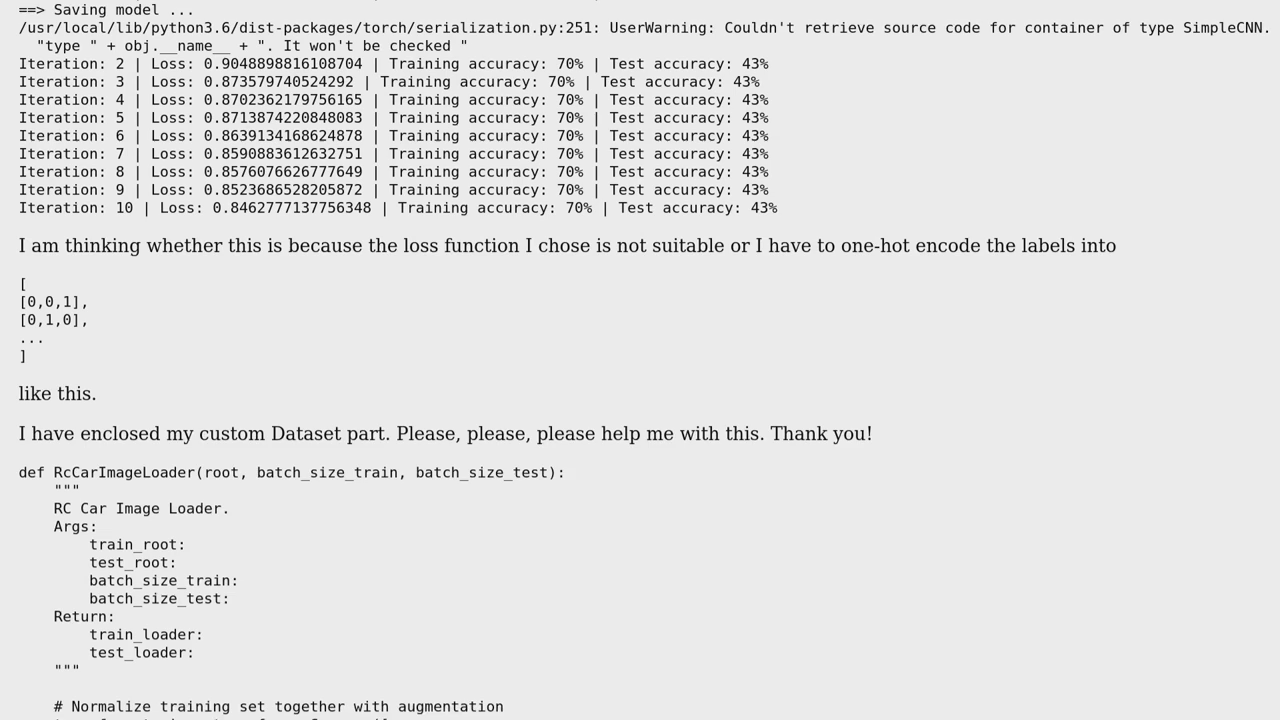 ==> Saving model ...
/usr/local/lib/python3.6/dist-packages/torch/serialization.py:251: UserWarning: Couldn't retrieve source code for container of type SimpleCNN.
"type " + obj.__name__ + ". It won't be checked "
Iteration: 2 | Loss: 0.9048898816108704 | Training accuracy: 70% | Test accuracy: 43%
Iteration: 3 | Loss: 0.873579740524292 | Training accuracy: 70% | Test accuracy: 43%
Iteration: 4 | Loss: 0.8702362179756165 | Training accuracy: 70% | Test accuracy: 43%
Iteration: 5 | Loss: 0.8713874220848083 | Training accuracy: 70% | Test accuracy: 43%
Iteration: 6 | Loss: 0.8639134168624878 | Training accuracy: 70% | Test accuracy: 43%
Iteration: 7 | Loss: 0.8590883612632751 | Training accuracy: 70% | Test accuracy: 43%
Iteration: 8 | Loss: 0.8576076626777649 | Training accuracy: 70% | Test accuracy: 43%
Iteration: 9 | Loss: 0.8523686528205872 | Training accuracy: 70% | Test accuracy: 43%
Iteration: 10 | Loss: 0.8462777137756348 | Training accuracy: 70% | Test accuracy: 43%
I am thinking whether this is because the loss function I chose is not suitable or I have to one-hot encode the labels into
[
[0,0,1],
[0,1,0],
...
]
like this.
I have enclosed my custom Dataset part. Please, please, please help me with this. Thank you!
def RcCarImageLoader(root, batch_size_train, batch_size_test):
"""
RC Car Image Loader.
Args:
train_root:
test_root:
batch_size_train:
batch_size_test:
Return:
train_loader:
test_loader:
"""
# Normalize training set together with augmentation